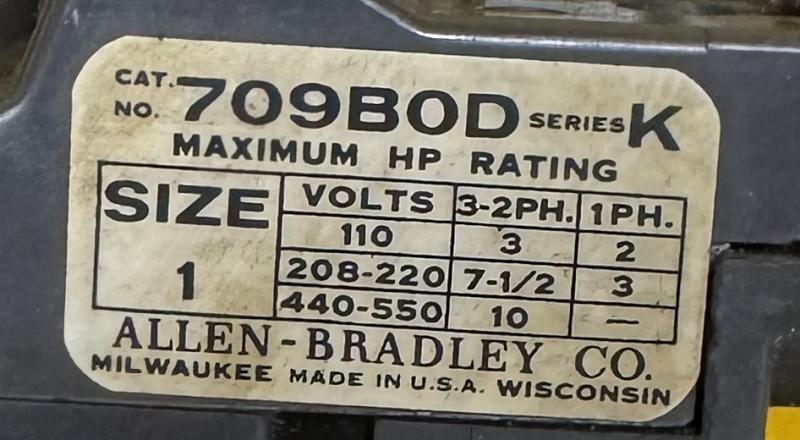 CAT. NO. 709BOD SERIES K
MAXIMUM HP RATING
SIZE 1
VOLTS 3-2PH. 1PH.
110 3 2
208-220 7-1/2 3
440-550 10 —
ALLEN-BRADLEY CO.
MILWAUKEE MADE IN U.S.A. WISCONSIN